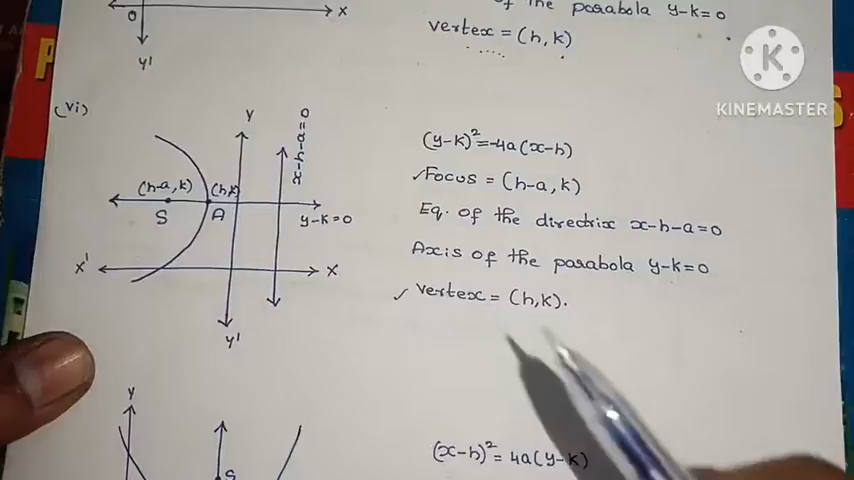 of the parabola y-k=0
vertex = (h,k)
O
X
Y'
K
KINEMASTER
(vi)
Y
x-h-a=0
(h-a,k)
(h,k)
S
A
y-k=0
X'
X
Y'
(y-k)²=-4a(x-h)
✓Focus = (h-a, k)
Eq. of the directrix x-h-a=0
Axis of the parabola y-k=0
✓ vertex = (h,k).
Y
S
(x-h)²= 4a(y-k)